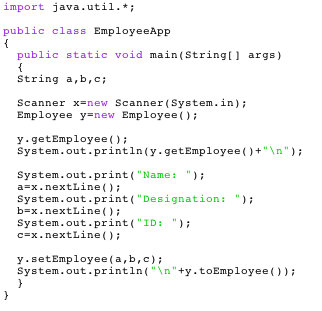 import java.util.*;
public class EmployeeApp
{
public static void main(String[] args)
{
String a,b,c;
Scanner x=new Scanner(System.in);
Employee y=new Employee();
y.getEmployee();
System.out.println(y.getEmployee()+"\n");
System.out.print("Name: ");
a=x.nextLine();
System.out.print("Designation: ");
b=x.nextLine();
System.out.print("ID: ");
c=x.nextLine();
y.setEmployee(a,b,c);
System.out.println("\n"+y.toEmployee());
}
}